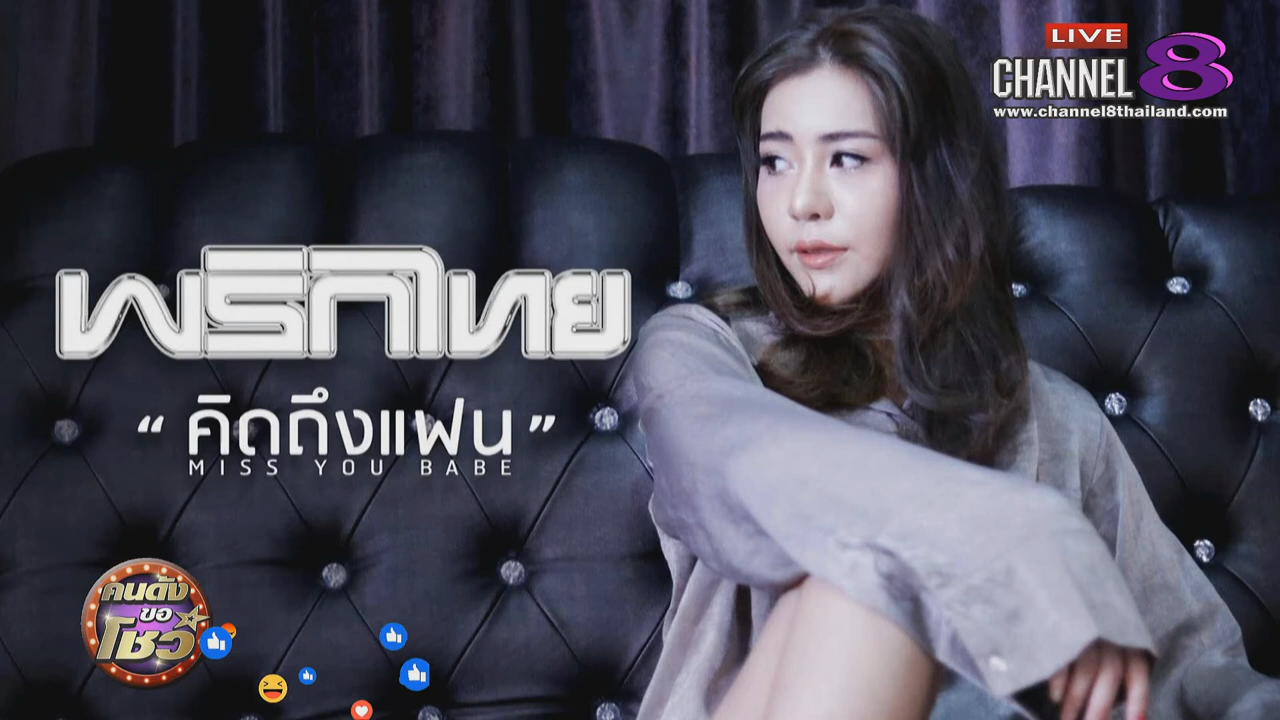 LIVE
CHANNEL 8
www.channel8thailand.com
พริกไทย
“ คิดถึงแฟน ”
MISS YOU BABE
คนดัง
ขอ
โชว์